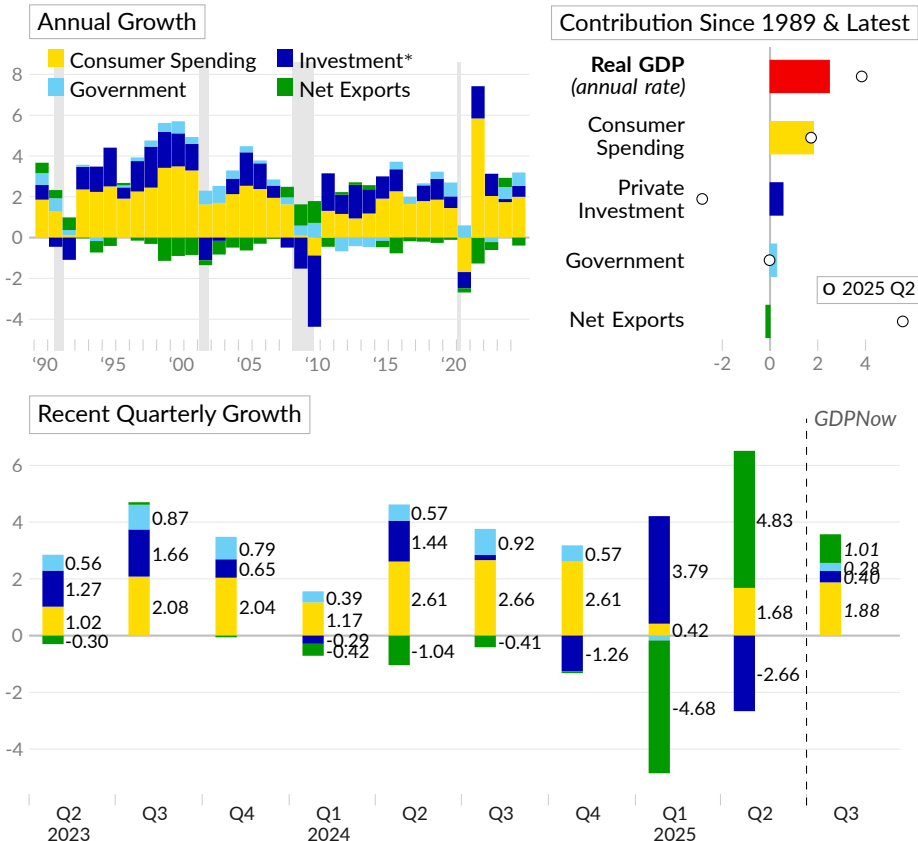 Annual Growth
Consumer Spending
Investment*
Government
Net Exports
8
6
4
2
0
-2
-4
'90
'95
'00
'05
'10
'15
'20
Contribution Since 1989 & Latest
Real GDP
(annual rate)
Consumer
Spending
Private
Investment
Government
Net Exports
o 2025 Q2
-2
0
2
4
Recent Quarterly Growth
GDPNow
6
4
2
0
-2
-4
0.56
1.27
1.02
-0.30
0.87
1.66
2.08
0.79
0.65
2.04
0.39
1.17
-0.29
-0.42
0.57
1.44
2.61
-1.04
0.92
2.66
-0.41
0.57
2.61
-1.26
3.79
0.42
-4.68
4.83
1.68
-2.66
1.01
0.28
0.40
1.88
Q2
2023
Q3
Q4
Q1
2024
Q2
Q3
Q4
Q1
2025
Q2
Q3